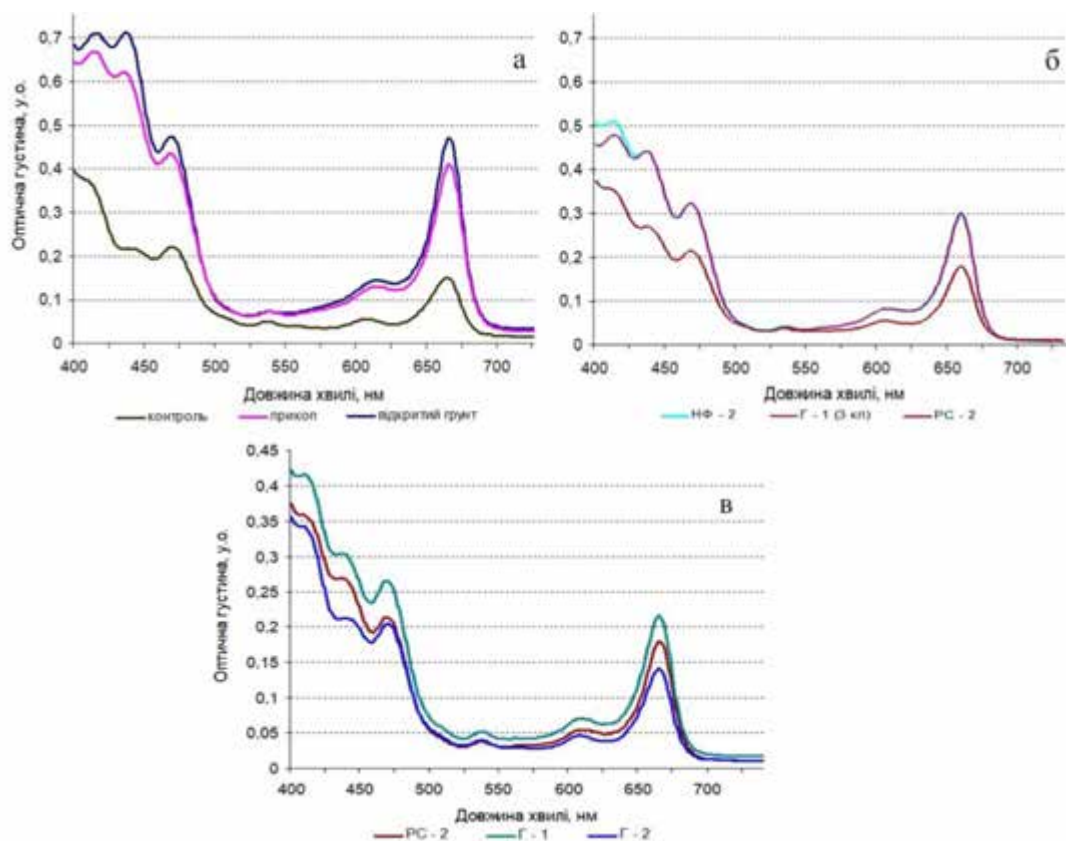 а
Оптична густина, у.о.
0,7
0,6
0,5
0,4
0,3
0,2
0,1
0
400 450 500 550 600 650 700
Довжина хвилі, нм
контроль прикоп відкритий ґрунт
б
0,7
0,6
0,5
0,4
0,3
0,2
0,1
0
400 450 500 550 600 650 700
Довжина хвилі, нм
НФ - 2 Г - 1 (3 кл) РС - 2
в
Оптична густина, у.о.
0,45
0,4
0,35
0,3
0,25
0,2
0,15
0,1
0,05
0
400 450 500 550 600 650 700
Довжина хвилі, нм
РС - 2 Г - 1 Г - 2